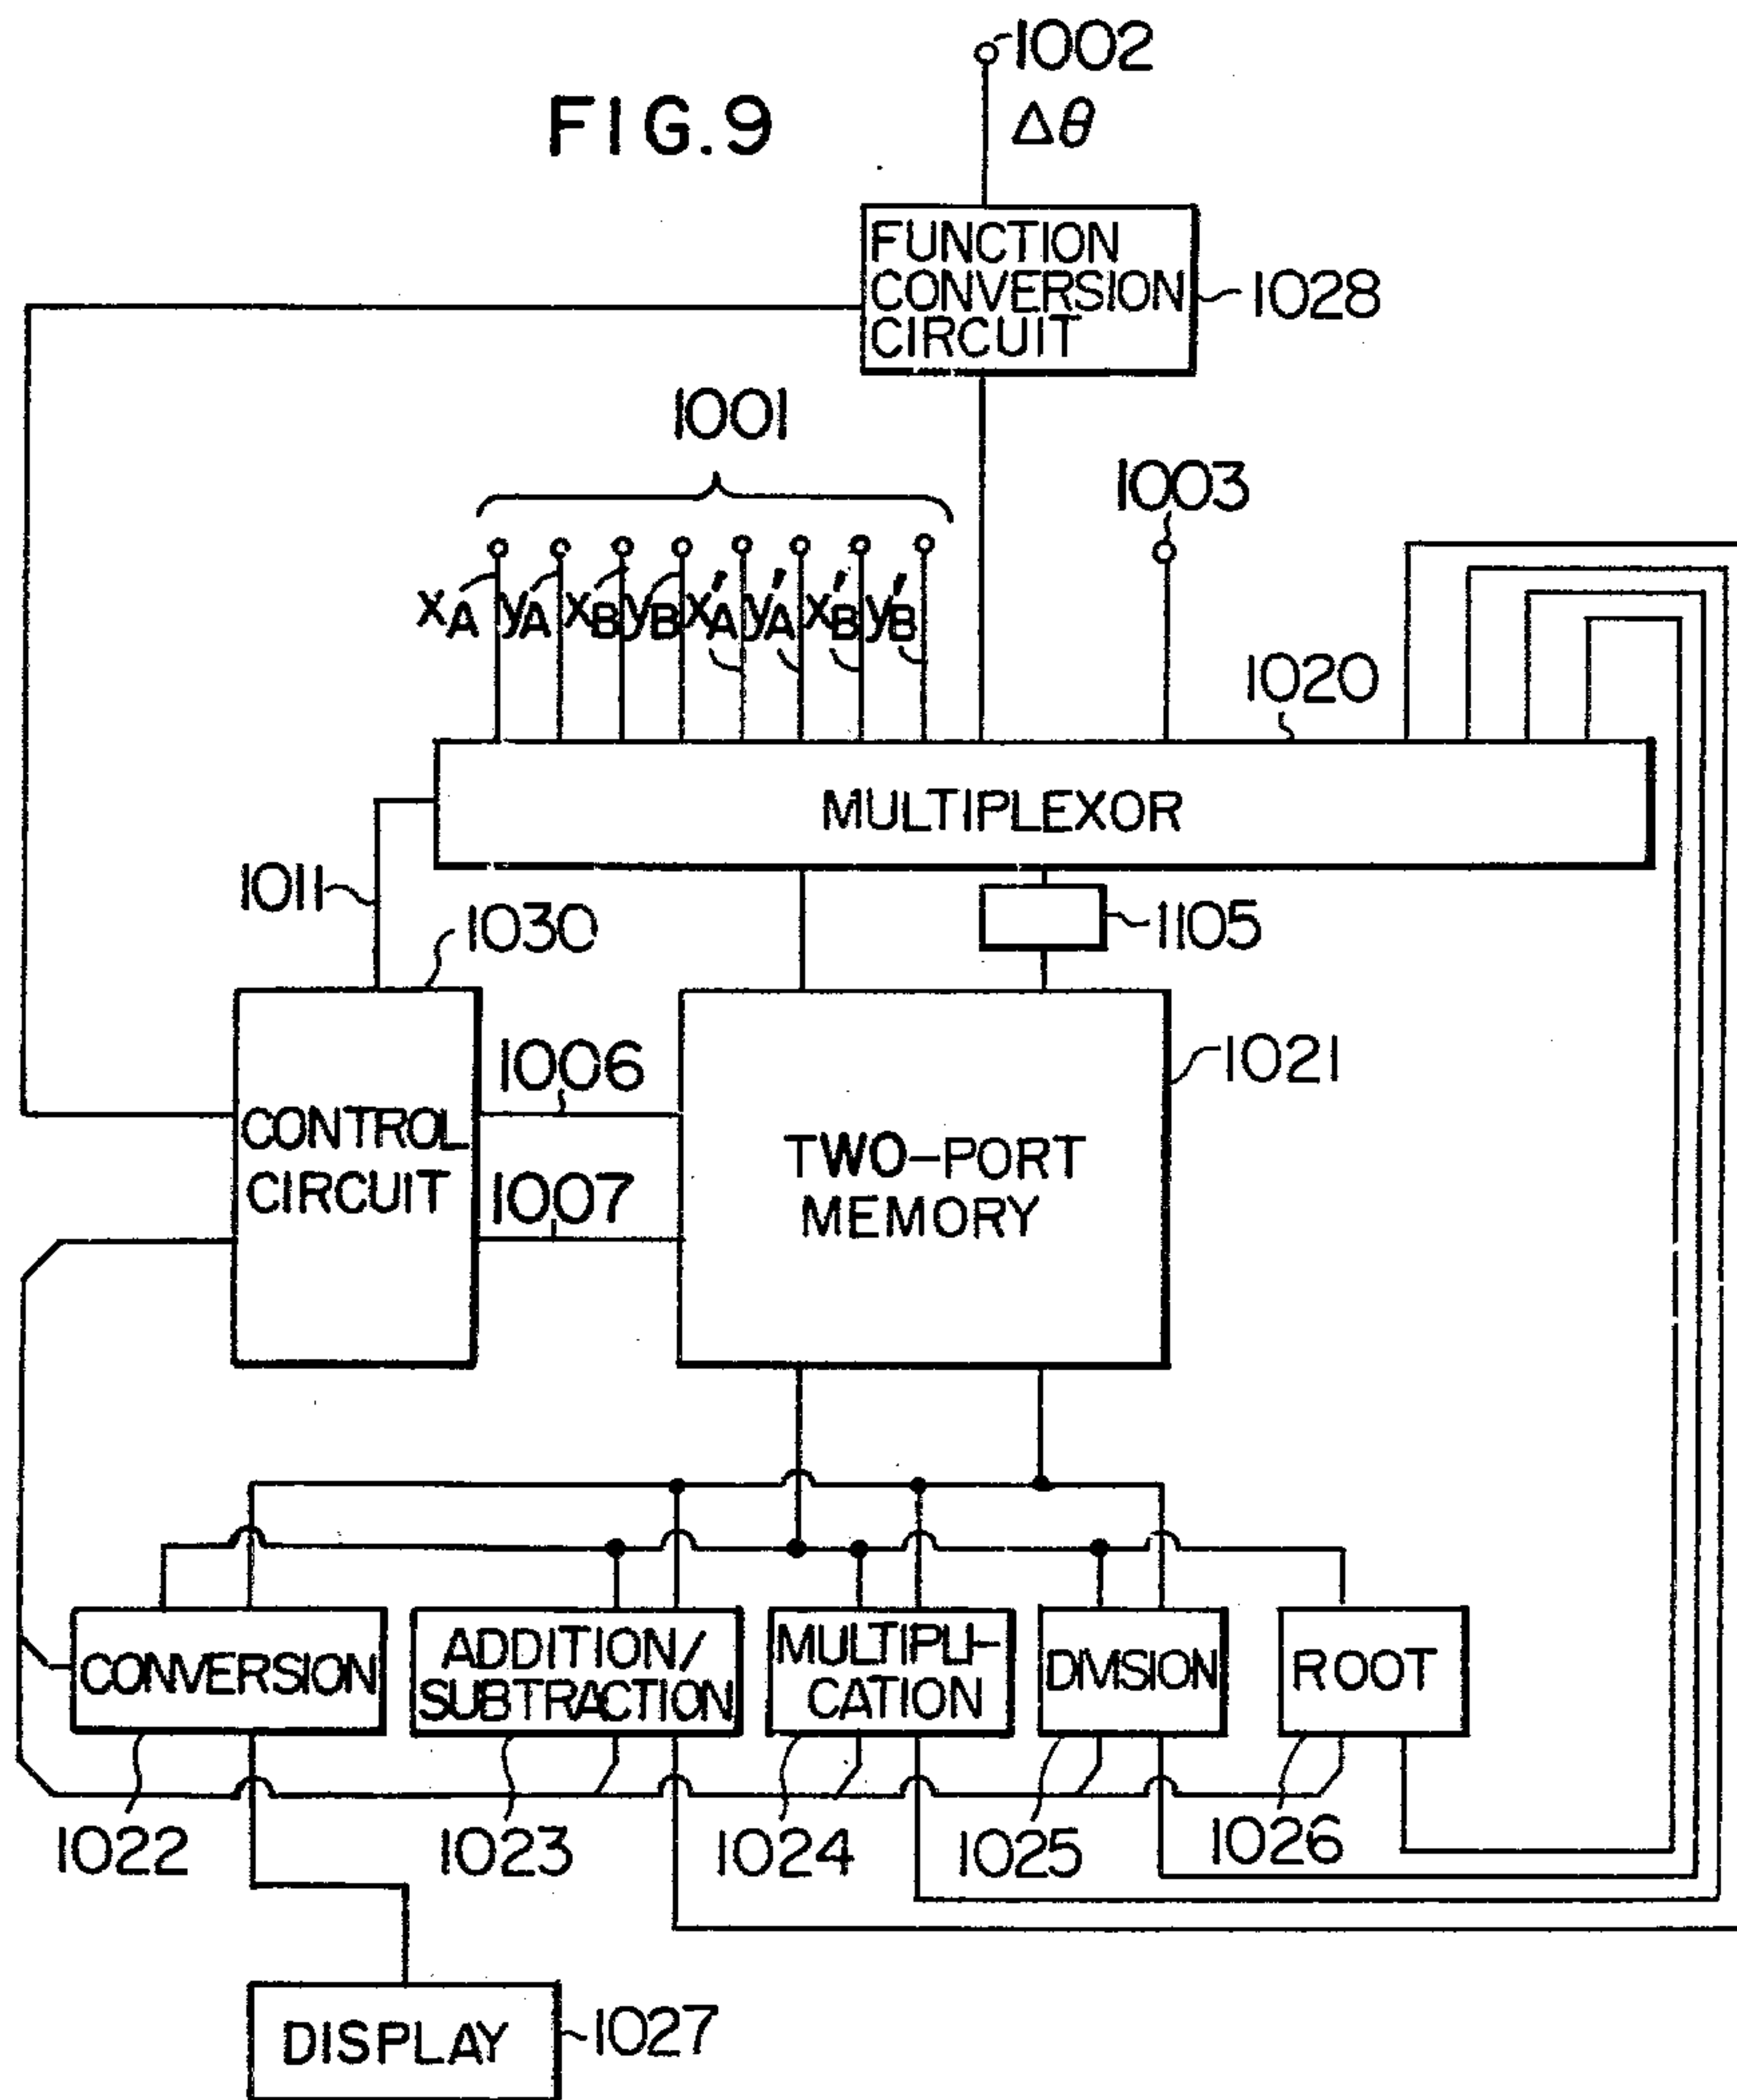 FIG.9
1002
Δθ
FUNCTION
CONVERSION
CIRCUIT
1028
1001
1003
xA yA xB yB x'A y'A x'B y'B
1020
MULTIPLEXOR
1011
1105
1030
1006
1021
CONTROL
CIRCUIT
1007
TWO-PORT
MEMORY
CONVERSION
ADDITION/
SUBTRACTION
MULTIPLI-
CATION
DIVISION
ROOT
1022
1023
1024
1025
1026
DISPLAY
1027